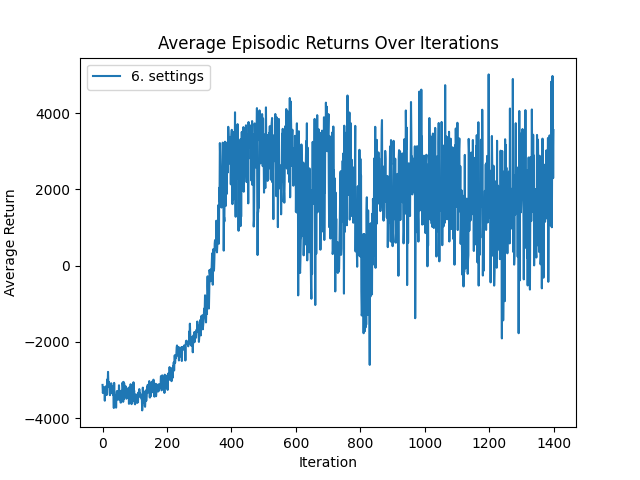 Average Episodic Returns Over Iterations
6. settings
Average Return
4000
2000
0
−2000
−4000
0 200 400 600 800 1000 1200 1400
Iteration